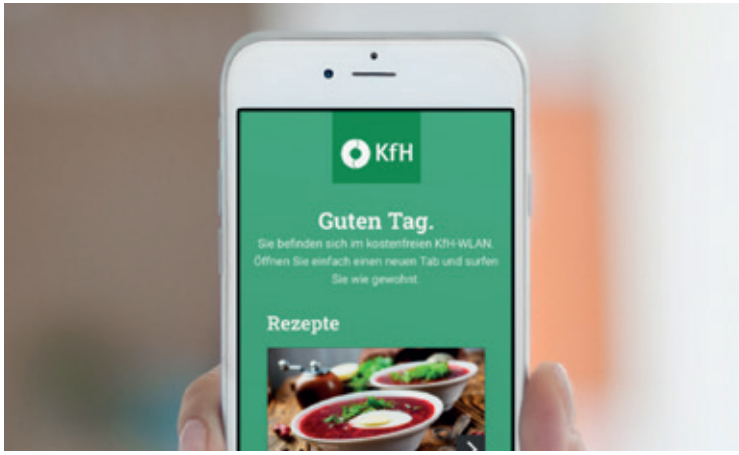 KfH
Guten Tag.
Sie befinden sich im kostenfreien KfH-WLAN.
Öffnen Sie einfach einen neuen Tab und surfen
Sie wie gewohnt.
Rezepte